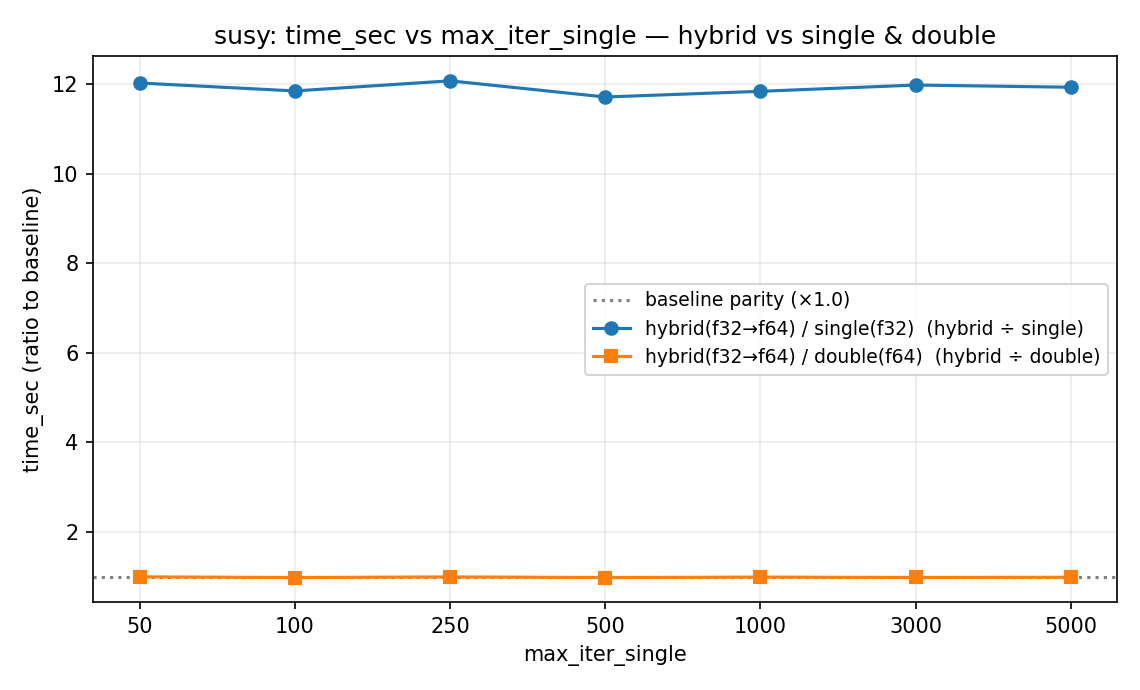 susy: time_sec vs max_iter_single — hybrid vs single & double
time_sec (ratio to baseline)
12
10
8
6
4
2
baseline parity (×1.0)
hybrid(f32→f64) / single(f32)  (hybrid ÷ single)
hybrid(f32→f64) / double(f64)  (hybrid ÷ double)
50 100 250 500 1000 3000 5000
max_iter_single